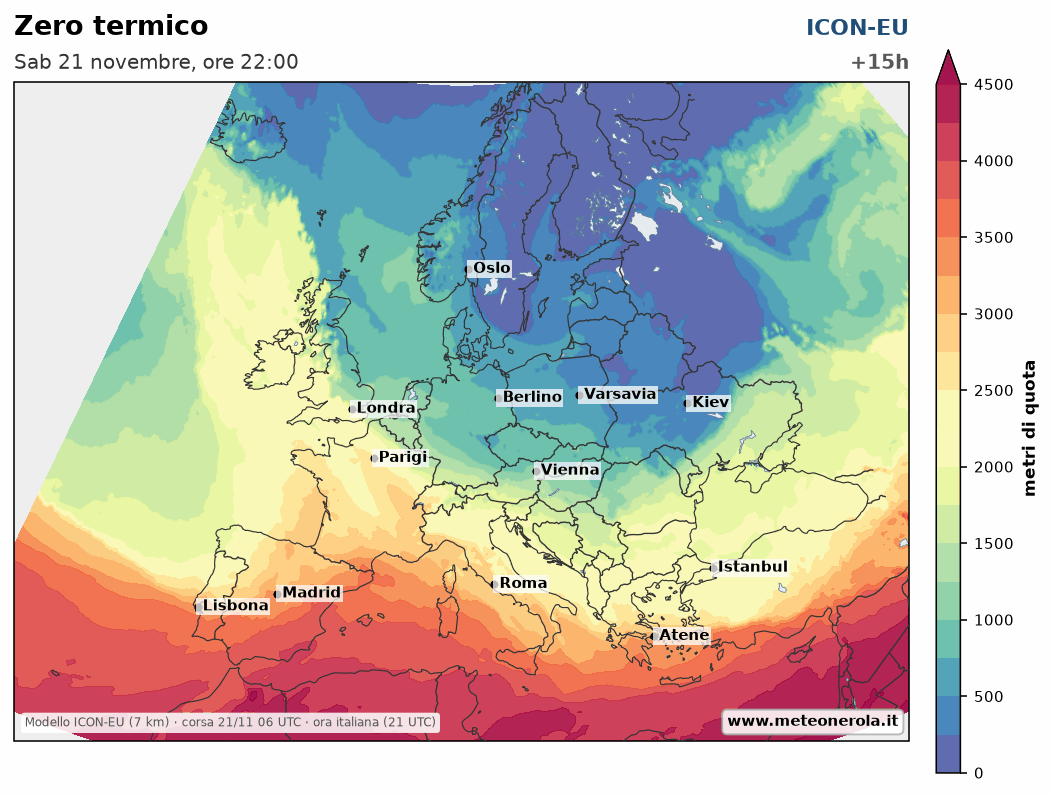 Zero termico
ICON-EU
Sab 21 novembre, ore 22:00
+15h
4500
4000
3500
3000
2500
2000
1500
1000
500
0
metri di quota
Oslo
Berlino
Varsavia
Kiev
Londra
Parigi
Vienna
Istanbul
Roma
Madrid
Lisbona
Atene
Modello ICON-EU (7 km) · corsa 21/11 06 UTC · ora italiana (21 UTC)
www.meteonerola.it